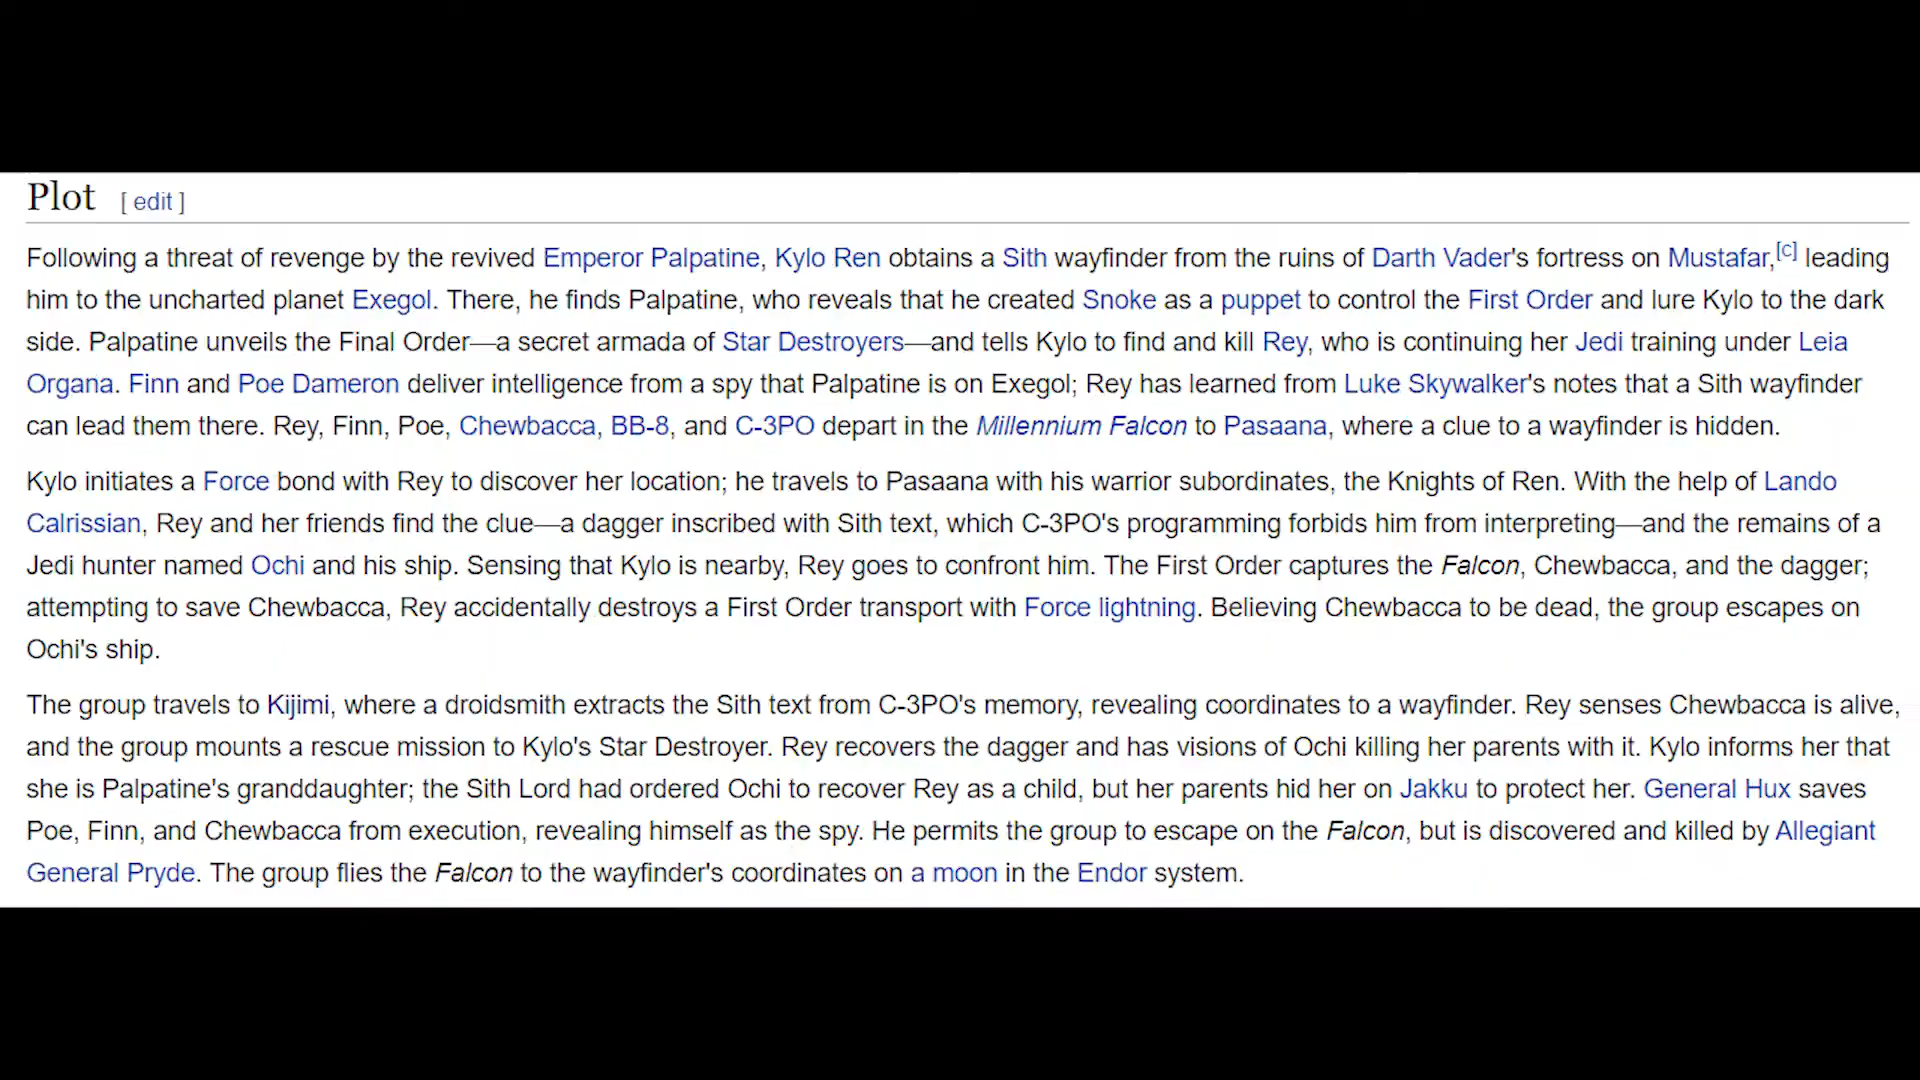 Plot [ edit ]
Following a threat of revenge by the revived Emperor Palpatine, Kylo Ren obtains a Sith wayfinder from the ruins of Darth Vader's fortress on Mustafar,[c] leading
him to the uncharted planet Exegol. There, he finds Palpatine, who reveals that he created Snoke as a puppet to control the First Order and lure Kylo to the dark
side. Palpatine unveils the Final Order—a secret armada of Star Destroyers—and tells Kylo to find and kill Rey, who is continuing her Jedi training under Leia
Organa. Finn and Poe Dameron deliver intelligence from a spy that Palpatine is on Exegol; Rey has learned from Luke Skywalker's notes that a Sith wayfinder
can lead them there. Rey, Finn, Poe, Chewbacca, BB-8, and C-3PO depart in the Millennium Falcon to Pasaana, where a clue to a wayfinder is hidden.
Kylo initiates a Force bond with Rey to discover her location; he travels to Pasaana with his warrior subordinates, the Knights of Ren. With the help of Lando
Calrissian, Rey and her friends find the clue—a dagger inscribed with Sith text, which C-3PO's programming forbids him from interpreting—and the remains of a
Jedi hunter named Ochi and his ship. Sensing that Kylo is nearby, Rey goes to confront him. The First Order captures the Falcon, Chewbacca, and the dagger;
attempting to save Chewbacca, Rey accidentally destroys a First Order transport with Force lightning. Believing Chewbacca to be dead, the group escapes on
Ochi's ship.
The group travels to Kijimi, where a droidsmith extracts the Sith text from C-3PO's memory, revealing coordinates to a wayfinder. Rey senses Chewbacca is alive,
and the group mounts a rescue mission to Kylo's Star Destroyer. Rey recovers the dagger and has visions of Ochi killing her parents with it. Kylo informs her that
she is Palpatine's granddaughter; the Sith Lord had ordered Ochi to recover Rey as a child, but her parents hid her on Jakku to protect her. General Hux saves
Poe, Finn, and Chewbacca from execution, revealing himself as the spy. He permits the group to escape on the Falcon, but is discovered and killed by Allegiant
General Pryde. The group flies the Falcon to the wayfinder's coordinates on a moon in the Endor system.